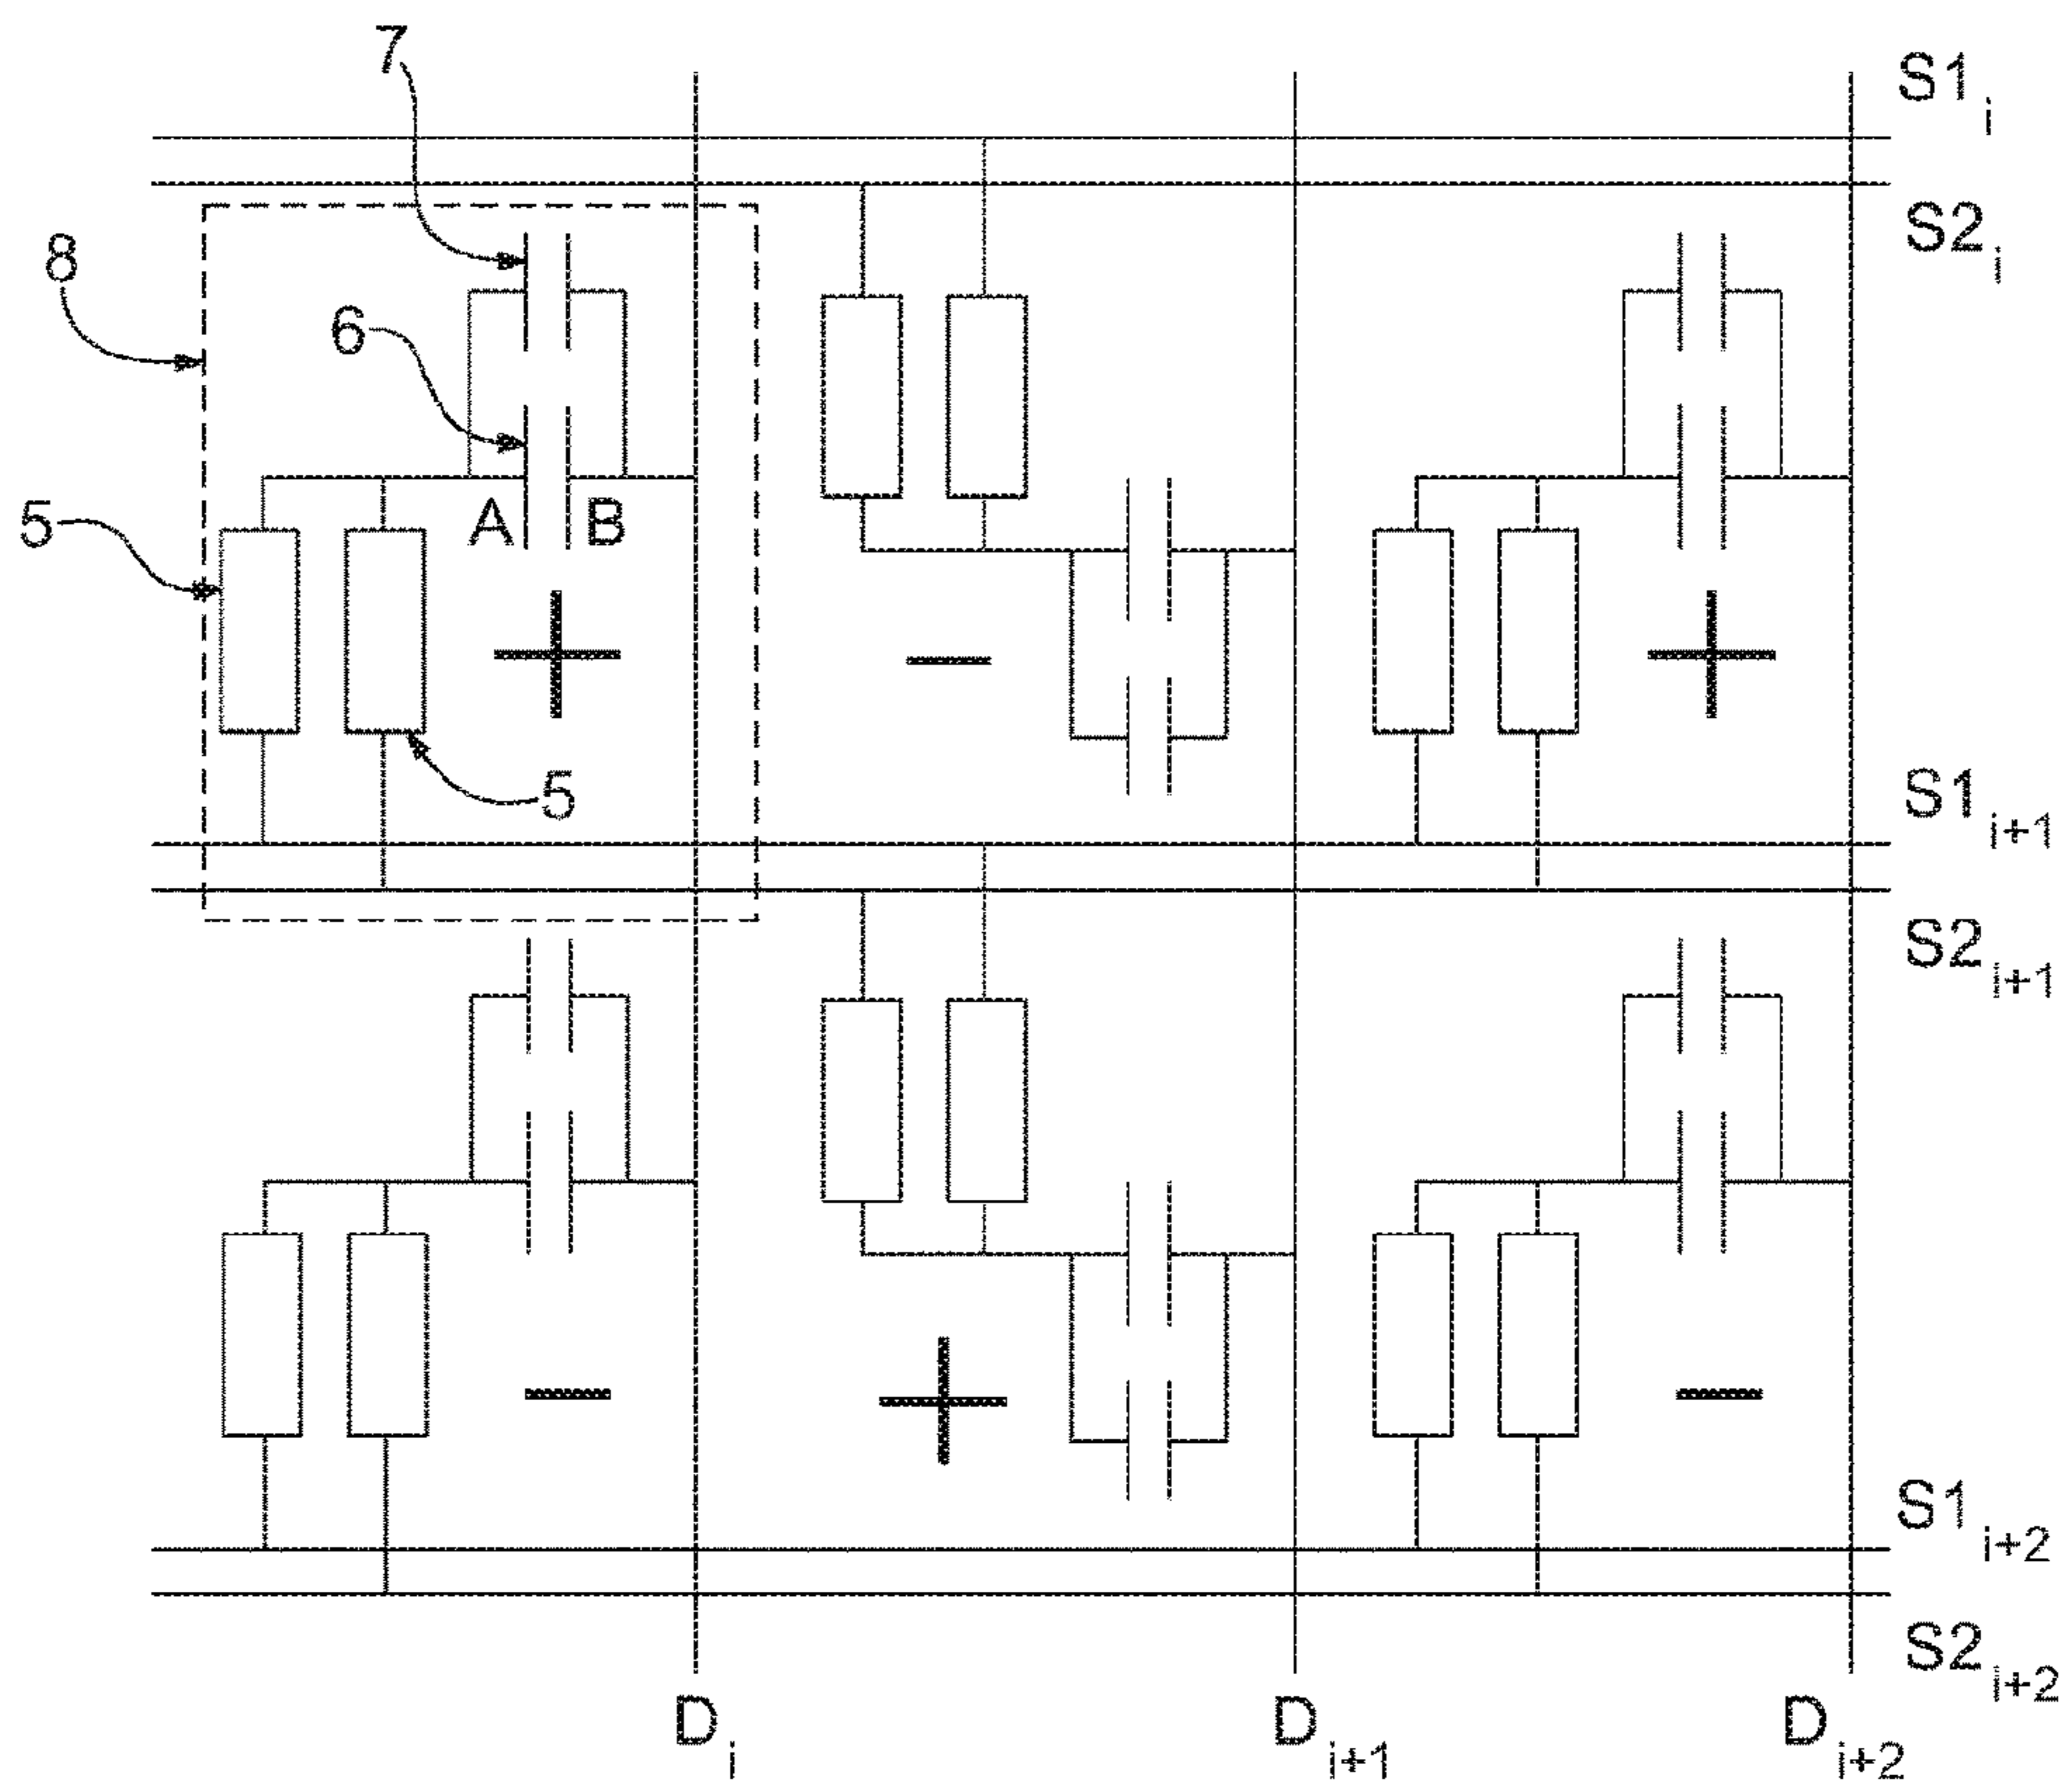 7
S1i
S2i
8
6
A B
5
+ − +
5
S1i+1
S2i+1
− + −
S1i+2
S2i+2
Di Di+1 Di+2